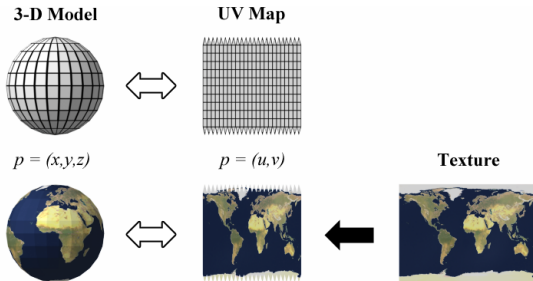 3-D Model
UV Map
p = (x,y,z)
p = (u,v)
Texture